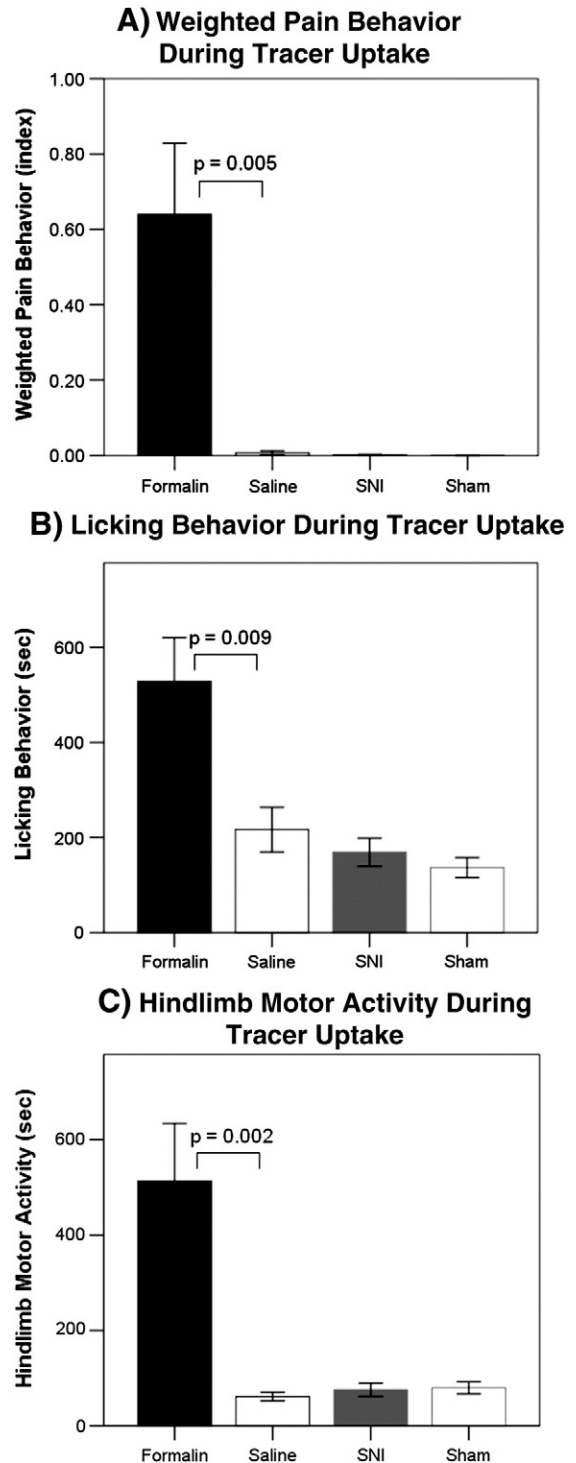 A) Weighted Pain Behavior
During Tracer Uptake
Weighted Pain Behavior (index)
1.00
0.80
0.60
0.40
0.20
0.00
p = 0.005
Formalin Saline SNI Sham
B) Licking Behavior During Tracer Uptake
Licking Behavior (sec)
600
400
200
0
p = 0.009
Formalin Saline SNI Sham
C) Hindlimb Motor Activity During
Tracer Uptake
Hindlimb Motor Activity (sec)
600
400
200
0
p = 0.002
Formalin Saline SNI Sham